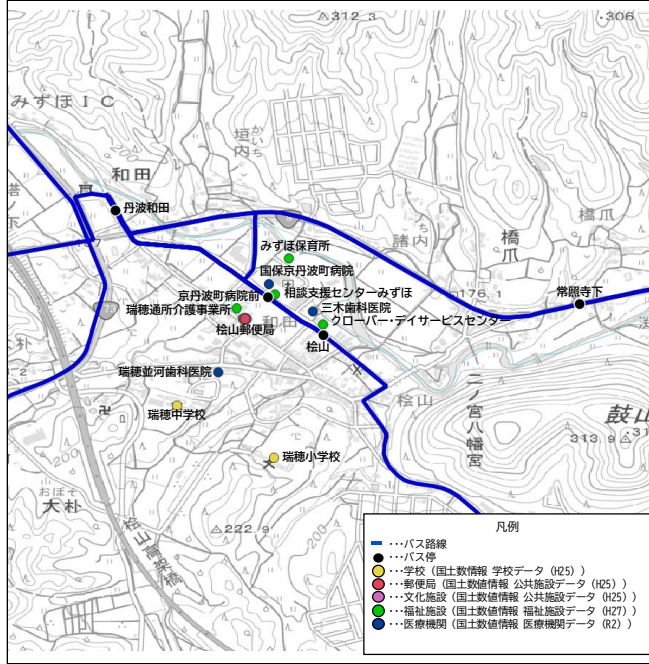 312.3
306
みずほIC
垣内
かいち
和田
丹波和田
諸内
橋爪
橋爪
みずほ保育所
国保京丹波町病院
京丹波町病院前
相談支援センターみずほ
176.1
常照寺下
瑞穂通所介護事業所
三木歯科医院
和田
クローバー・デイサービスセンター
桧山郵便局
桧山
瑞穂並河歯科医院
桧山
二ノ宮八幡宮
瑞穂中学校
鼓山
313.9
瑞穂小学校
200
おぼそ
大朴
桧山高架橋
222.9
200
凡例
・・・バス路線
・・・バス停
・・・学校（国土数情報 学校データ（H25））
・・・郵便局（国土数値情報 公共施設データ（H25））
・・・文化施設（国土数値情報 公共施設データ（H25））
・・・福祉施設（国土数値情報 福祉施設データ（H27））
・・・医療機関（国土数値情報 医療機関データ（R2））